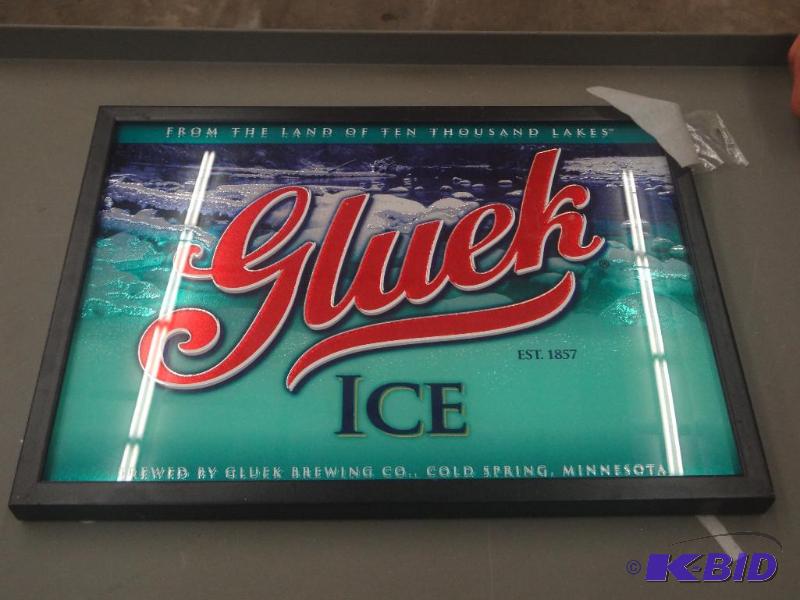 FROM THE LAND OF TEN THOUSAND LAKES™
Gluek®
EST. 1857
ICE
BREWED BY GLUEK BREWING CO., COLD SPRING, MINNESOTA
© K-BID